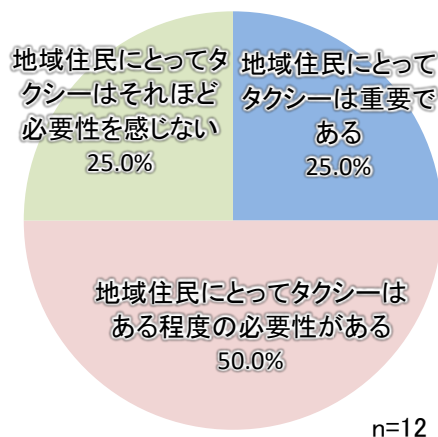 地域住民にとってタ
クシーはそれほど
必要性を感じない
25.0%
地域住民にとって
タクシーは重要で
ある
25.0%
地域住民にとってタクシーは
ある程度の必要性がある
50.0%
n=12